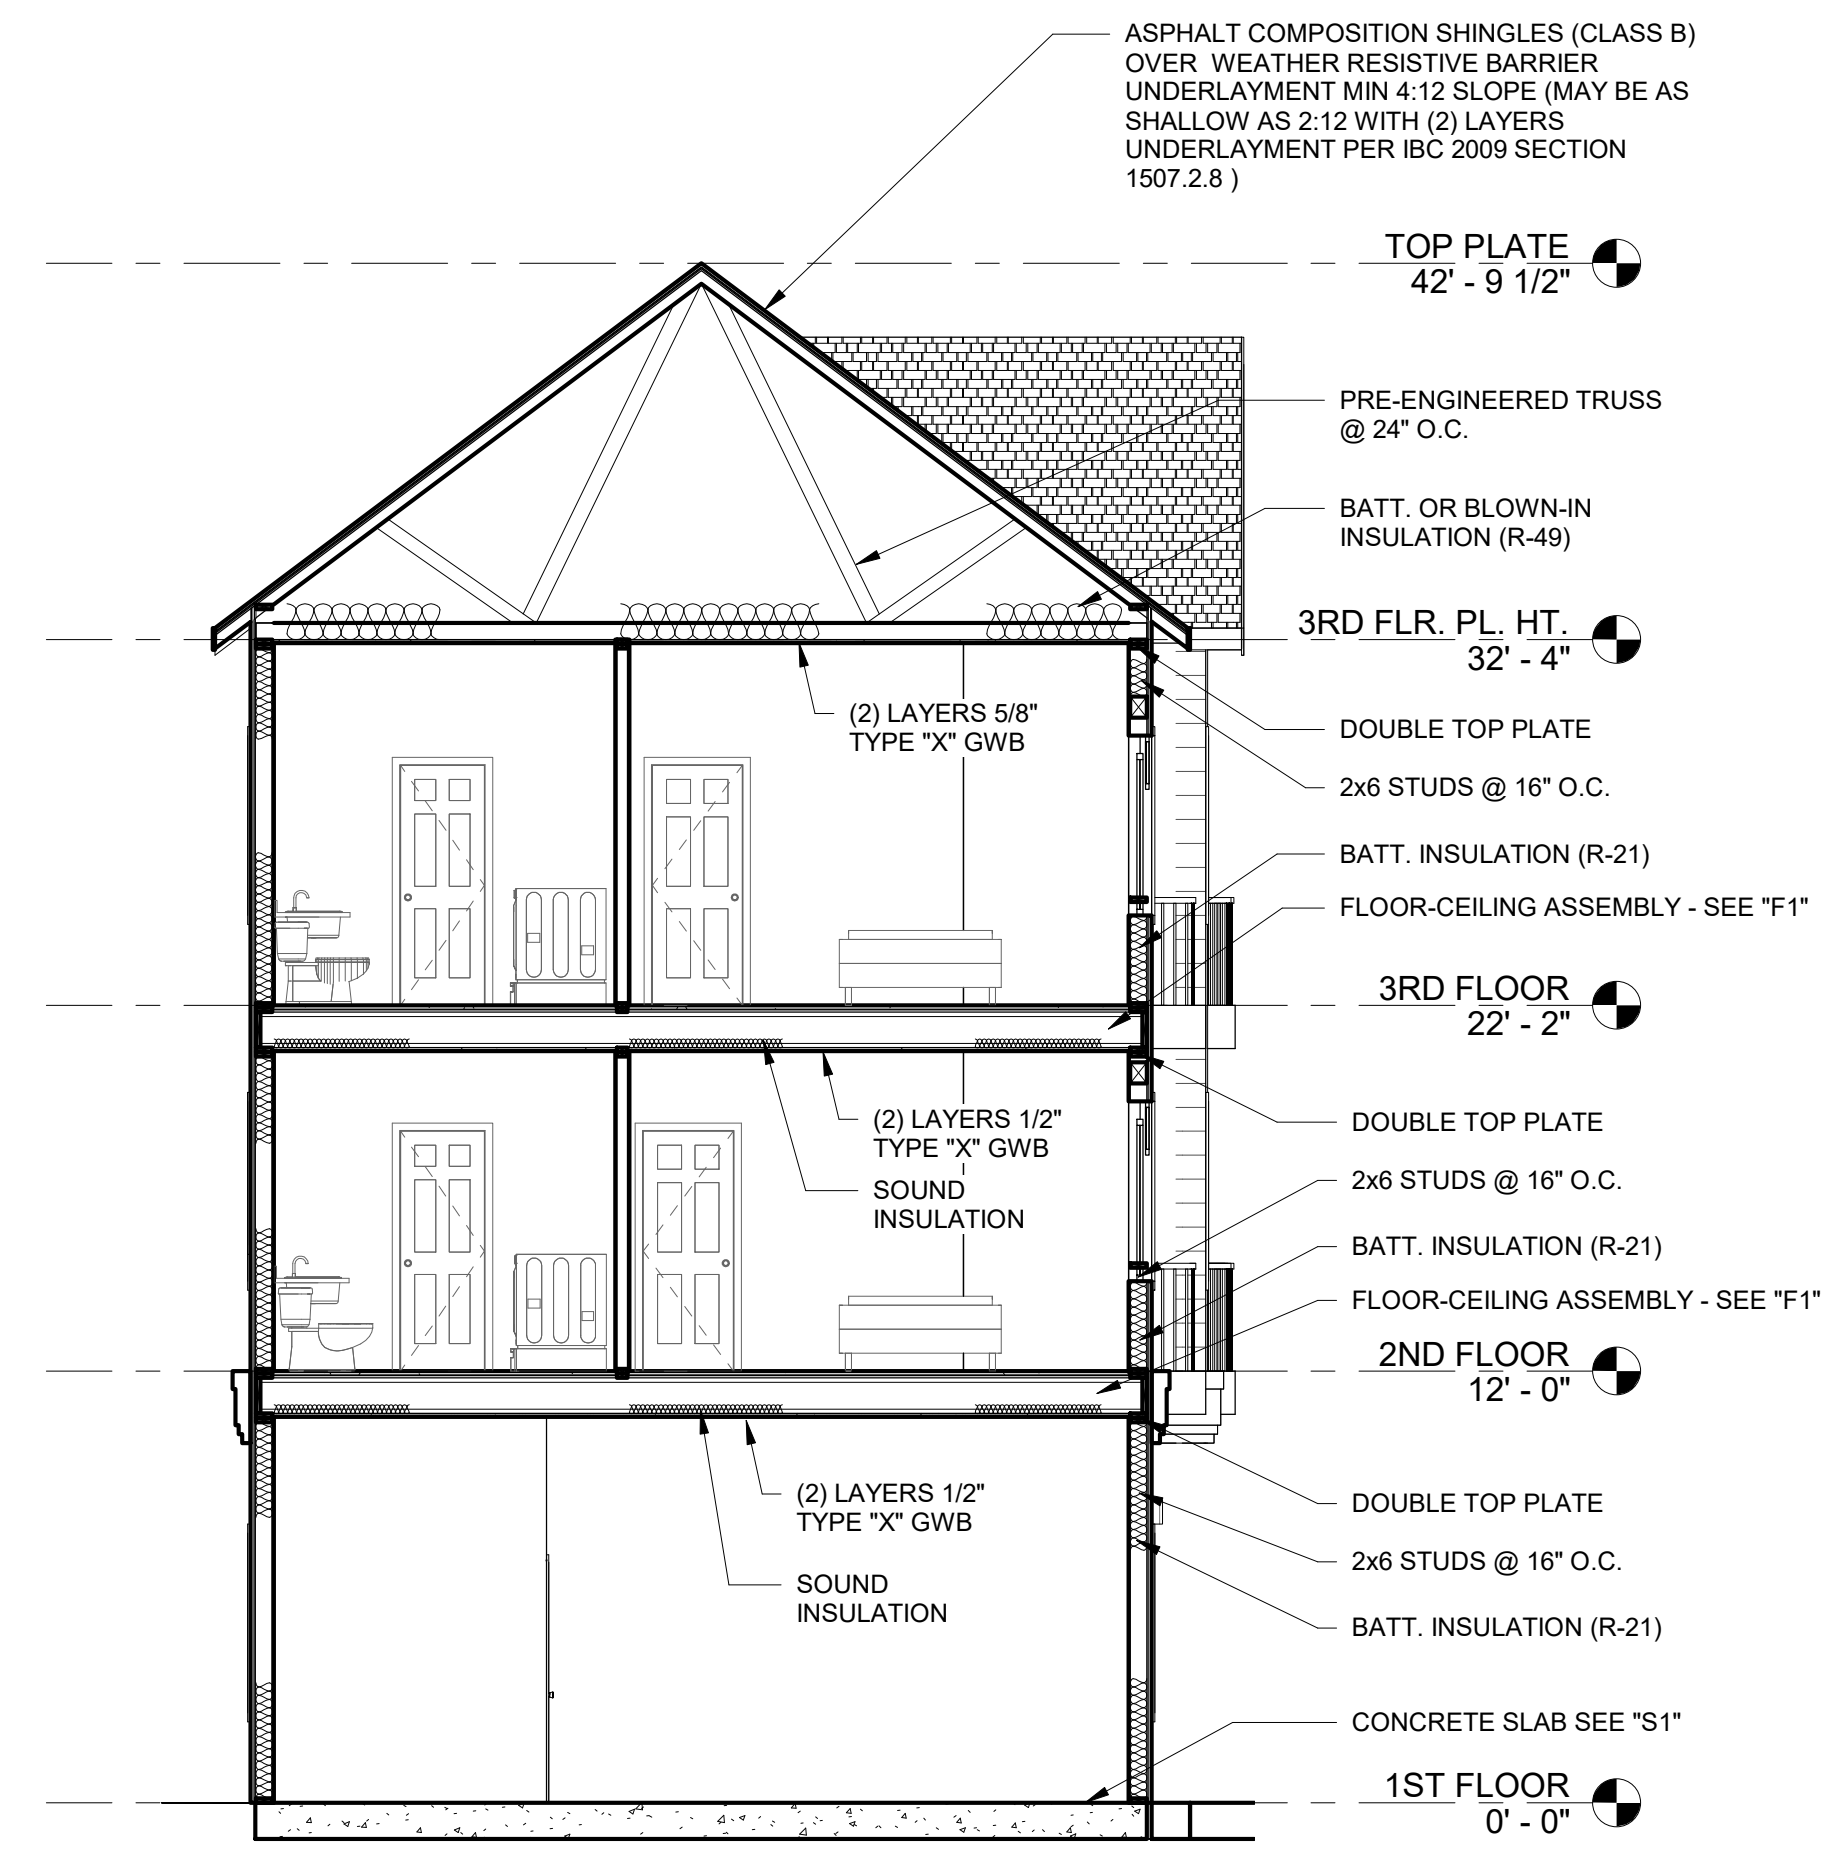 ASPHALT COMPOSITION SHINGLES (CLASS B)
OVER WEATHER RESISTIVE BARRIER
UNDERLAYMENT MIN 4:12 SLOPE (MAY BE AS
SHALLOW AS 2:12 WITH (2) LAYERS
UNDERLAYMENT PER IBC 2009 SECTION
1507.2.8 )
TOP PLATE
42' - 9 1/2"
PRE-ENGINEERED TRUSS
@ 24" O.C.
BATT. OR BLOWN-IN
INSULATION (R-49)
3RD FLR. PL. HT.
32' - 4"
(2) LAYERS 5/8"
TYPE "X" GWB
DOUBLE TOP PLATE
2x6 STUDS @ 16" O.C.
BATT. INSULATION (R-21)
FLOOR-CEILING ASSEMBLY - SEE "F1"
3RD FLOOR
22' - 2"
(2) LAYERS 1/2"
TYPE "X" GWB
SOUND
INSULATION
DOUBLE TOP PLATE
2x6 STUDS @ 16" O.C.
BATT. INSULATION (R-21)
FLOOR-CEILING ASSEMBLY - SEE "F1"
2ND FLOOR
12' - 0"
(2) LAYERS 1/2"
TYPE "X" GWB
SOUND
INSULATION
DOUBLE TOP PLATE
2x6 STUDS @ 16" O.C.
BATT. INSULATION (R-21)
CONCRETE SLAB SEE "S1"
1ST FLOOR
0' - 0"